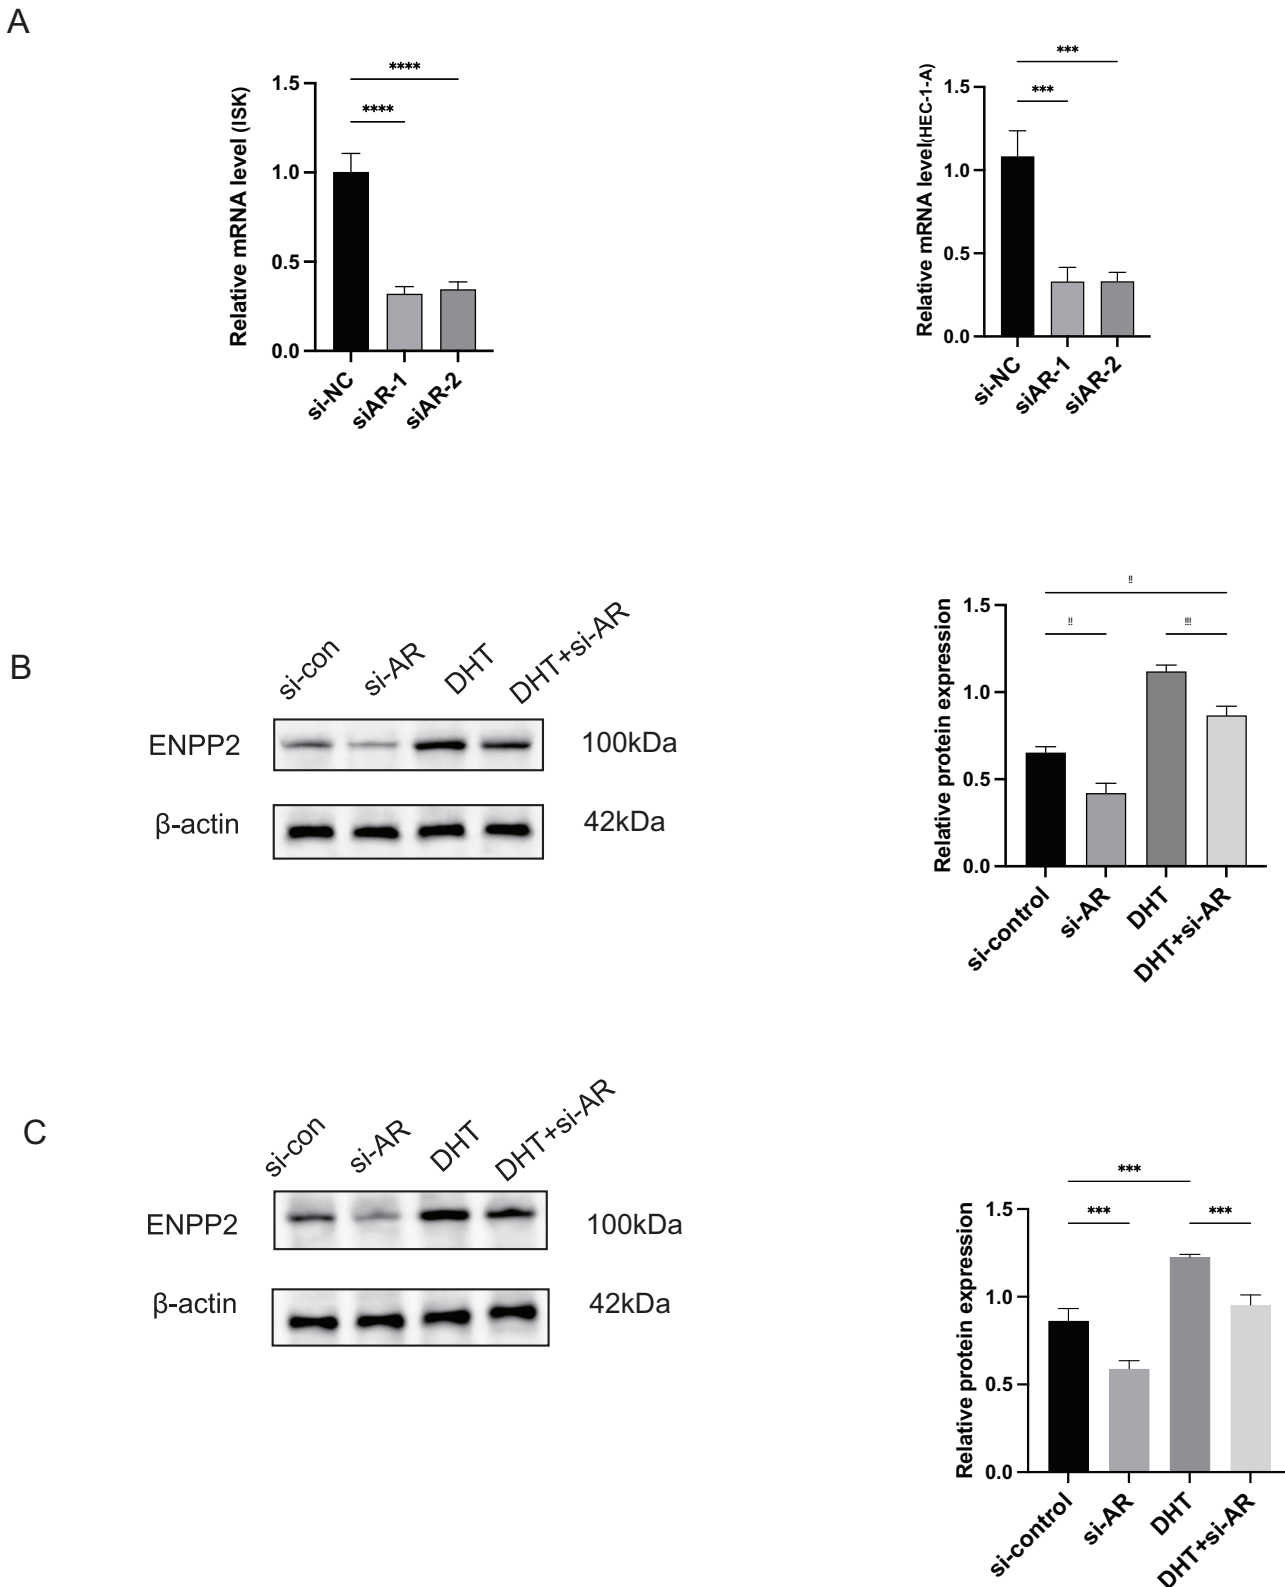 A
Relative mRNA level (ISK)
1.5
1.0
0.5
0.0
****
****
si-NC
siAR-1
siAR-2
Relative mRNA level(HEC-1-A)
1.5
1.0
0.5
0.0
***
***
si-NC
siAR-1
siAR-2
B
si-con
si-AR
DHT
DHT+si-AR
ENPP2
100kDa
β-actin
42kDa
Relative protein expression
1.5
1.0
0.5
0.0
si-control
si-AR
DHT
DHT+si-AR
C
si-con
si-AR
DHT
DHT+si-AR
ENPP2
100kDa
β-actin
42kDa
Relative protein expression
1.5
1.0
0.5
0.0
***
***
***
si-control
si-AR
DHT
DHT+si-AR